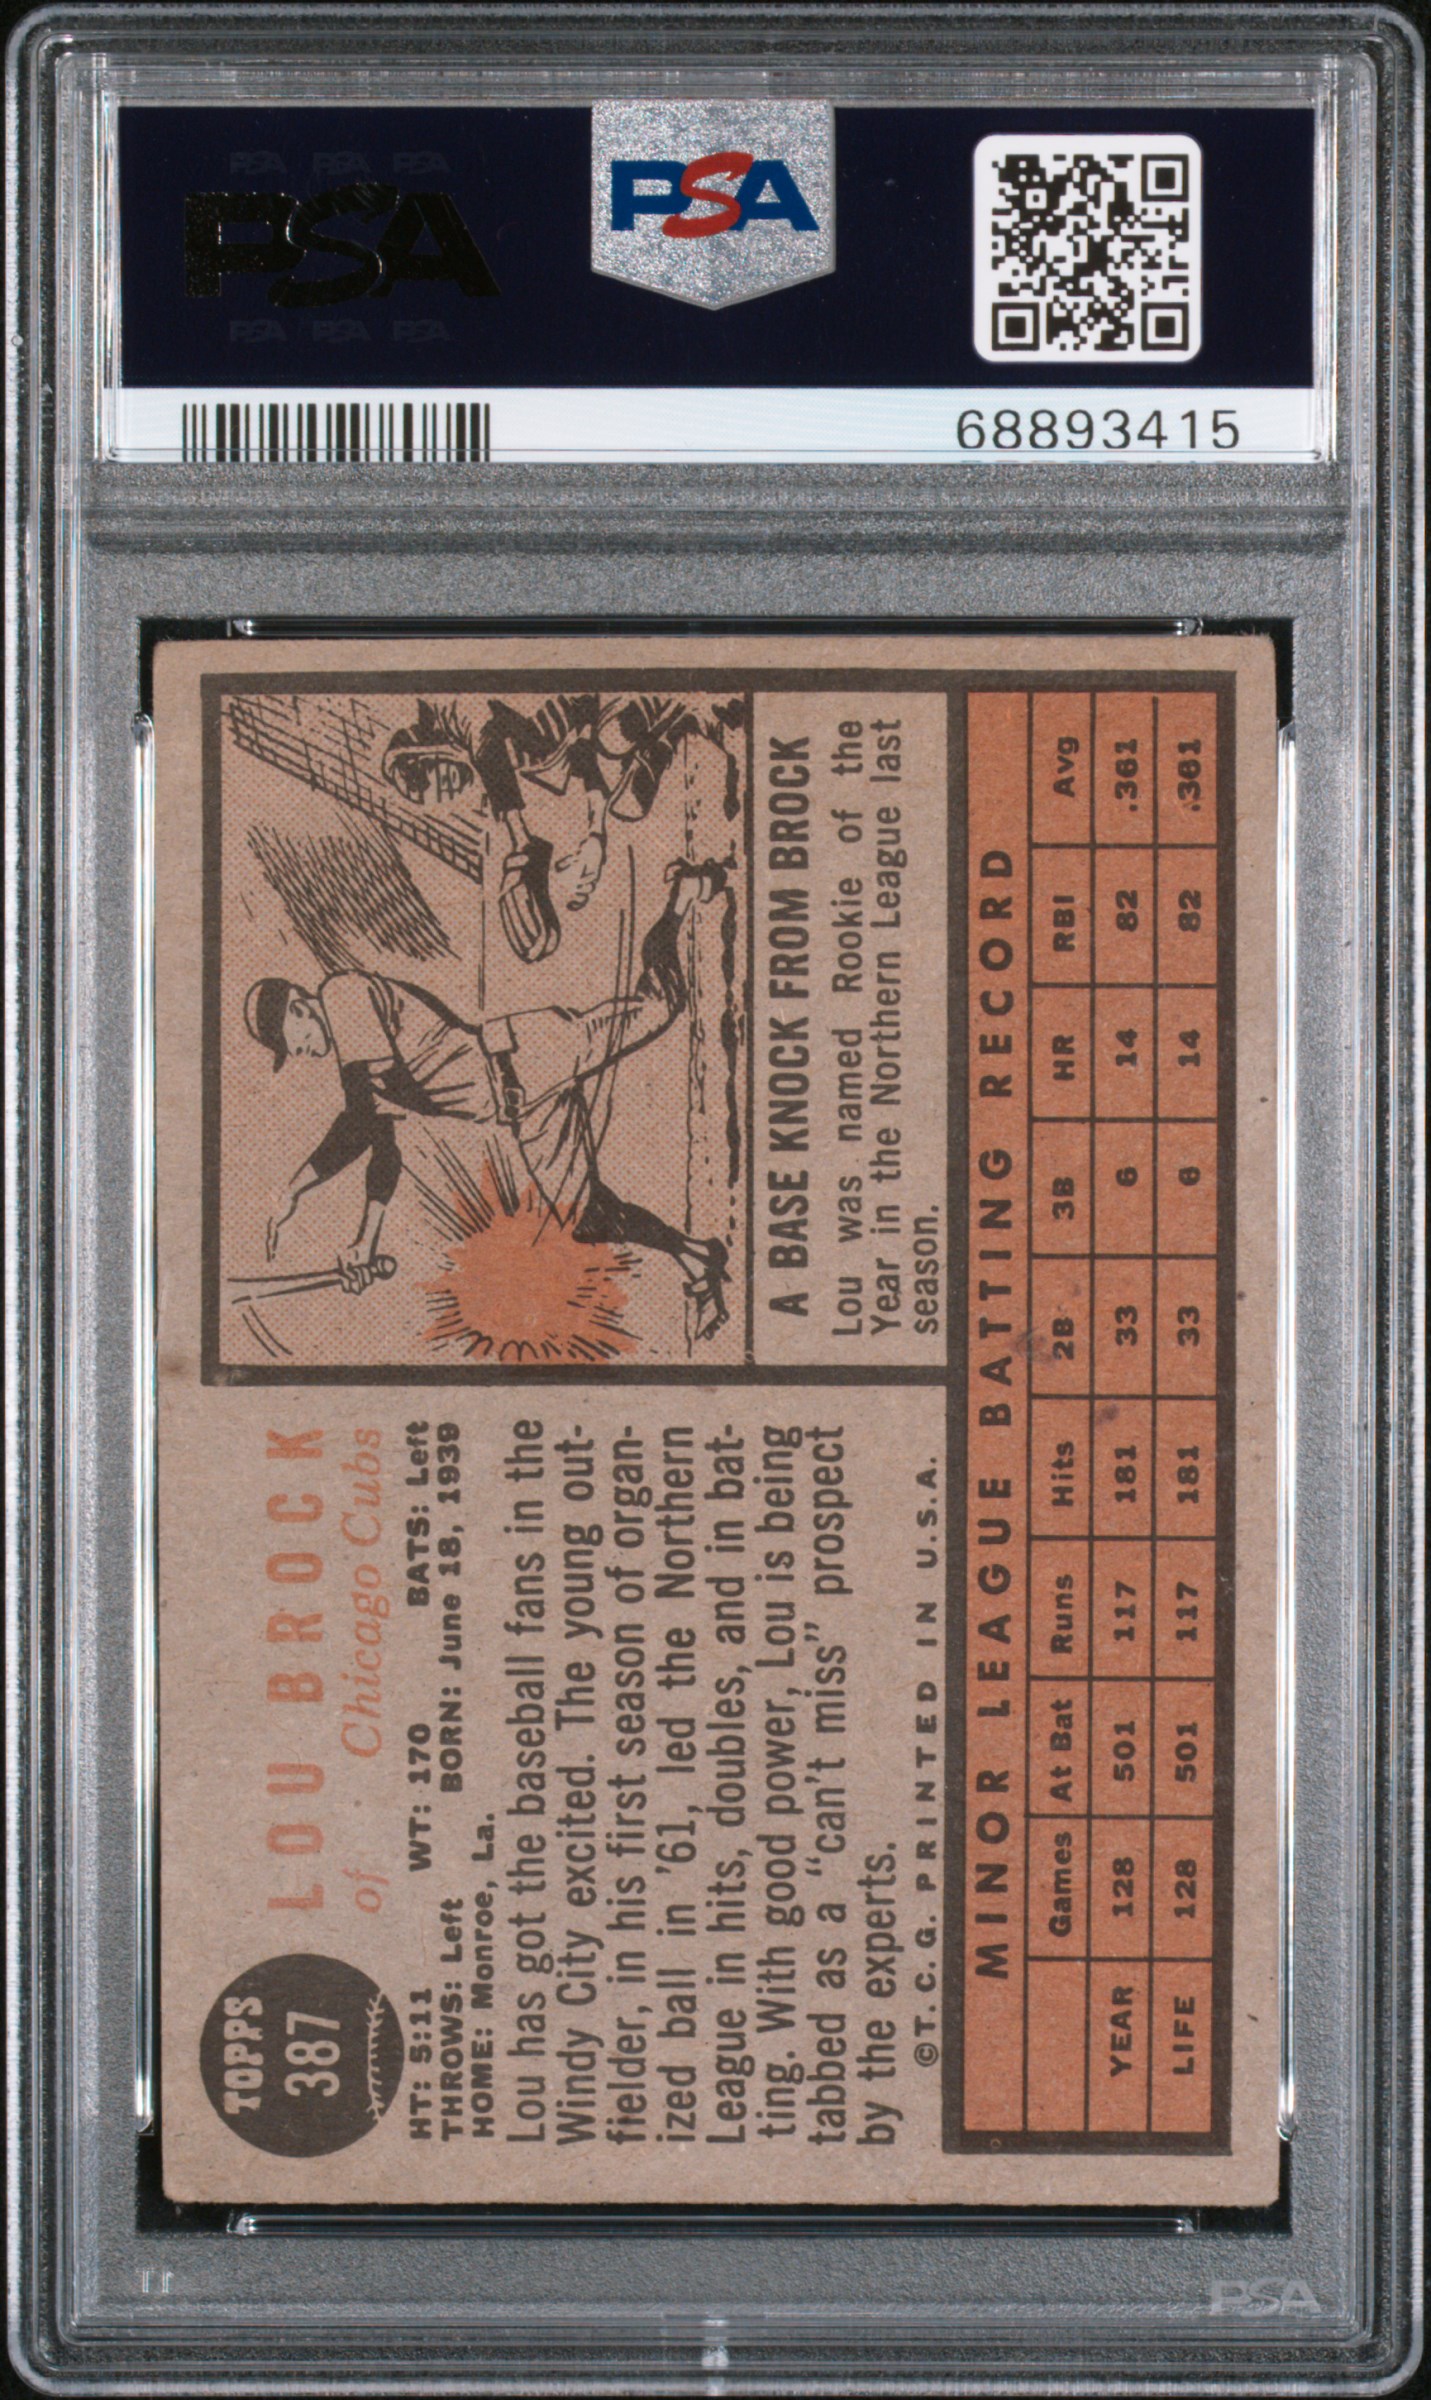 PSA PSA PSA
PSA
PSA PSA PSA
PSA
68893415
TOPPS
387
LOU BROCK
of Chicago Cubs
HT: 5:11 WT: 170 BATS: Left
THROWS: Left BORN: June 18, 1939
HOME: Monroe, La.
Lou has got the baseball fans in the
Windy City excited. The young out-
fielder, in his first season of organ-
ized ball in '61, led the Northern
League in hits, doubles, and in bat-
ting. With good power, Lou is being
tabbed as a “can't miss” prospect
by the experts.
©T. C. G. PRINTED IN U.S.A.
A BASE KNOCK FROM BROCK
Lou was named Rookie of the
Year in the Northern League last
season.
MINOR LEAGUE BATTING RECORD
Games At Bat Runs Hits 2B 3B HR RBI Avg
YEAR 128 501 117 181 33 6 14 82 .361
LIFE 128 501 117 181 33 6 14 82 .361
PSA